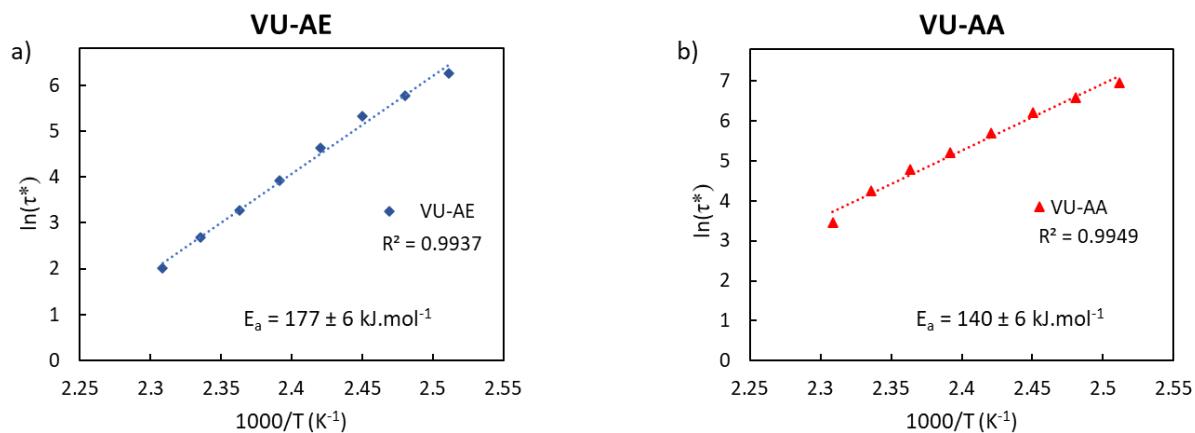 VU-AE
a)
ln(τ*)
6
5
4
3
2
1
0
2.25 2.3 2.35 2.4 2.45 2.5 2.55
1000/T (K⁻¹)
VU-AE
R² = 0.9937
Eₐ = 177 ± 6 kJ.mol⁻¹
VU-AA
b)
ln(τ*)
7
6
5
4
3
2
1
0
2.25 2.3 2.35 2.4 2.45 2.5 2.55
1000/T (K⁻¹)
VU-AA
R² = 0.9949
Eₐ = 140 ± 6 kJ.mol⁻¹